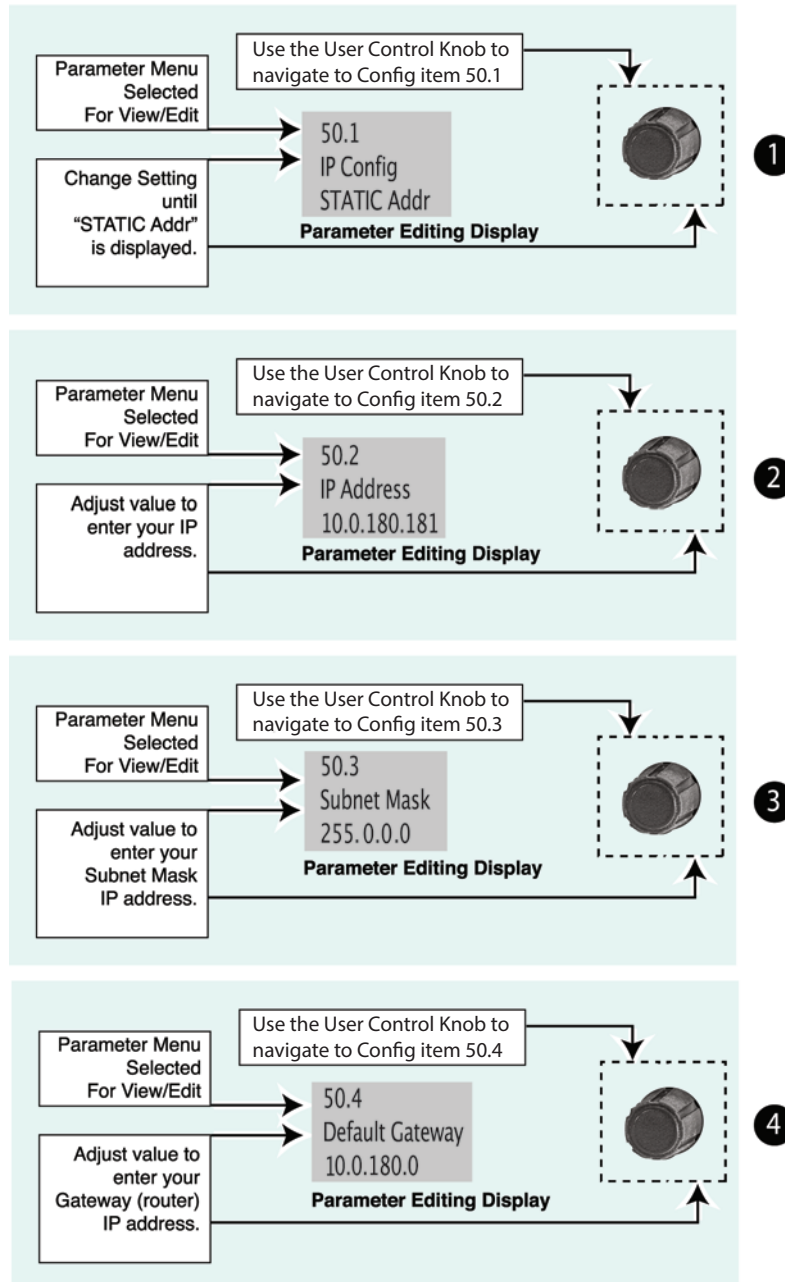 Use the User Control Knob to
navigate to Config item 50.1
Parameter Menu
Selected
For View/Edit
50.1
IP Config
STATIC Addr
Change Setting
until
“STATIC Addr”
is displayed.
Parameter Editing Display
1
Use the User Control Knob to
navigate to Config item 50.2
Parameter Menu
Selected
For View/Edit
50.2
IP Address
10.0.180.181
Adjust value to
enter your IP
address.
Parameter Editing Display
2
Use the User Control Knob to
navigate to Config item 50.3
Parameter Menu
Selected
For View/Edit
50.3
Subnet Mask
255.0.0.0
Adjust value to
enter your
Subnet Mask
IP address.
Parameter Editing Display
3
Use the User Control Knob to
navigate to Config item 50.4
Parameter Menu
Selected
For View/Edit
50.4
Default Gateway
10.0.180.0
Adjust value to
enter your
Gateway (router)
IP address.
Parameter Editing Display
4